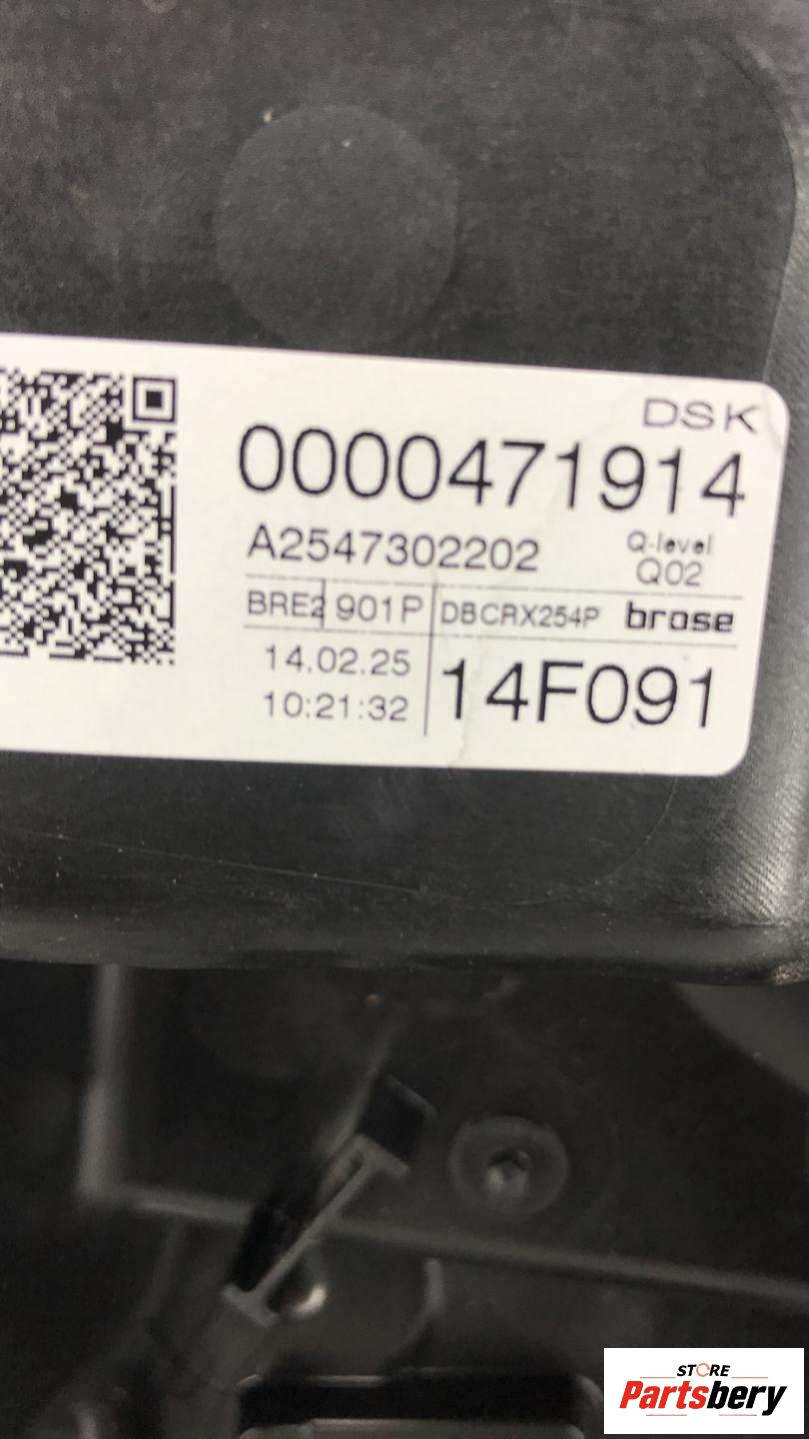 DSK
0000471914
A2547302202
Q-level
Q02
BRE2 901P DBCRX254P brose
14.02.25
10:21:32
14F091
STORE
Partsbery